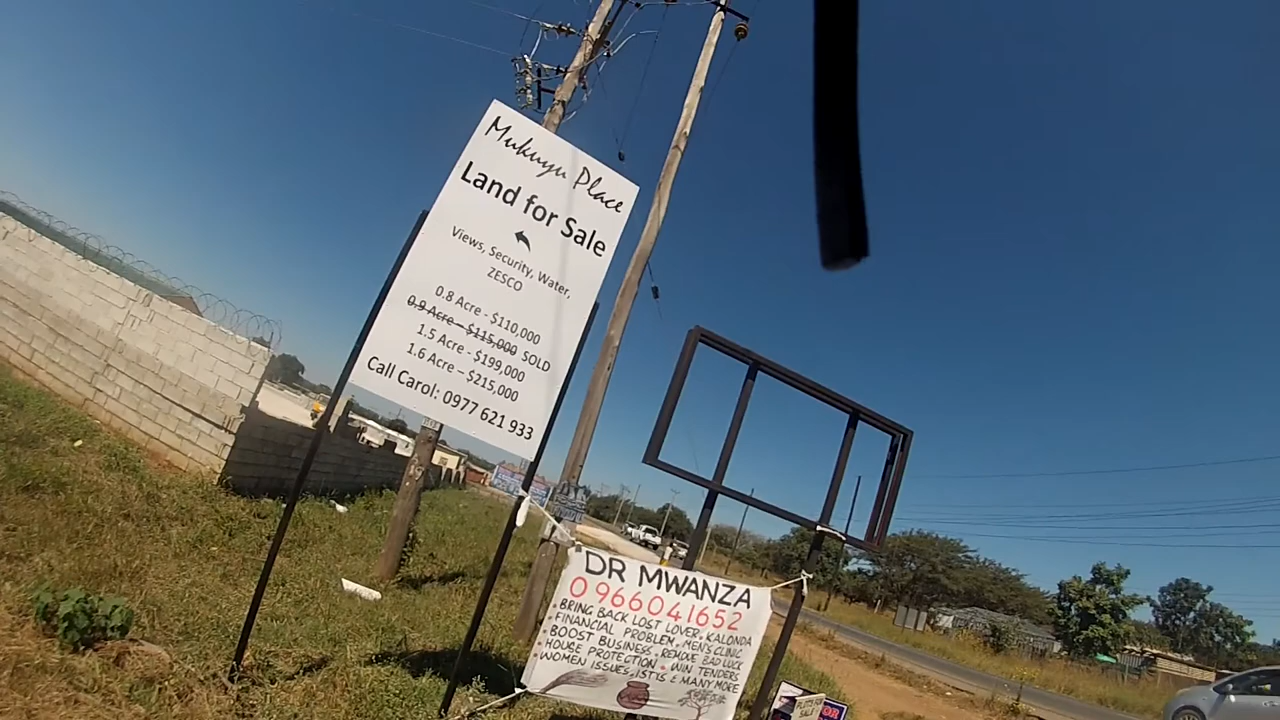 Mukuyu Place
Land for Sale
Views, Security, Water,
ZESCO
0.8 Acre - $110,000
0.9 Acre – $115,000 SOLD
1.5 Acre - $199,000
1.6 Acre – $215,000
Call Carol: 0977 621 933
DR MWANZA
0966041652
• BRING BACK LOST LOVER. KALONDA
• FINANCIAL PROBLEM. MEN'S CLINIC
• BOOST BUSINESS. REMOVE BAD LUCK
HOUSE PROTECTION • WIN TENDERS
WOMEN ISSUES. ISTIS & MANY MORE
PLOTS FOR
SALE